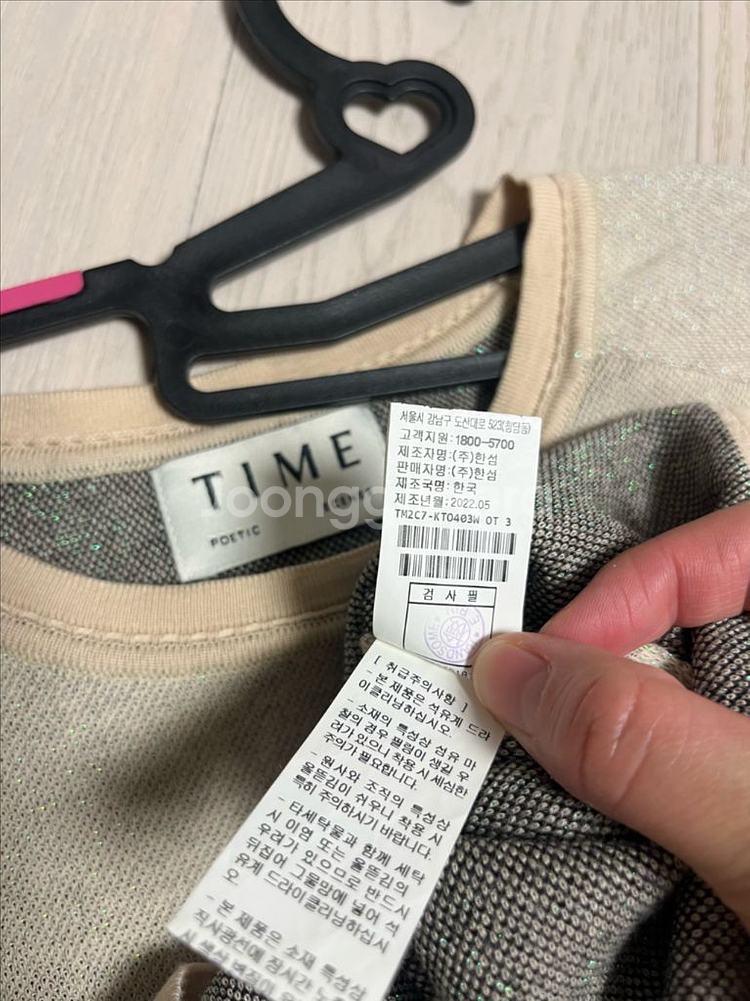 TIME
POETIC
서울시 강남구 도산대로 523(청담동)
고객지원:1800-5700
제조자명:(주)한섬
판매자명:(주)한섬
제조국명:한국
제조년월:2022.05
TM2C7-KTO403W OT 3
검 사 필
[ 취급주의사항 ]
- 본 제품은 석유계 드라
이클리닝하십시오.
- 소재의 특성상 섬유 마
찰의 경우 필링이 생길 우
려가 있으니 착용 시 세심한
주의가 필요합니다.
- 원사와 조직의 특성상
올뜯김이 쉬우니 착용 시
특히 주의하시기 바랍니다.
- 타세탁물과 함께 세탁
시 이염 또는 올뜯김의
우려가 있으므로 반드시
뒤집어 그물망에 넣어 석
유계 드라이클리닝하십시
오
- 본 제품은 소재 특성상
직사광선에 장시간 노